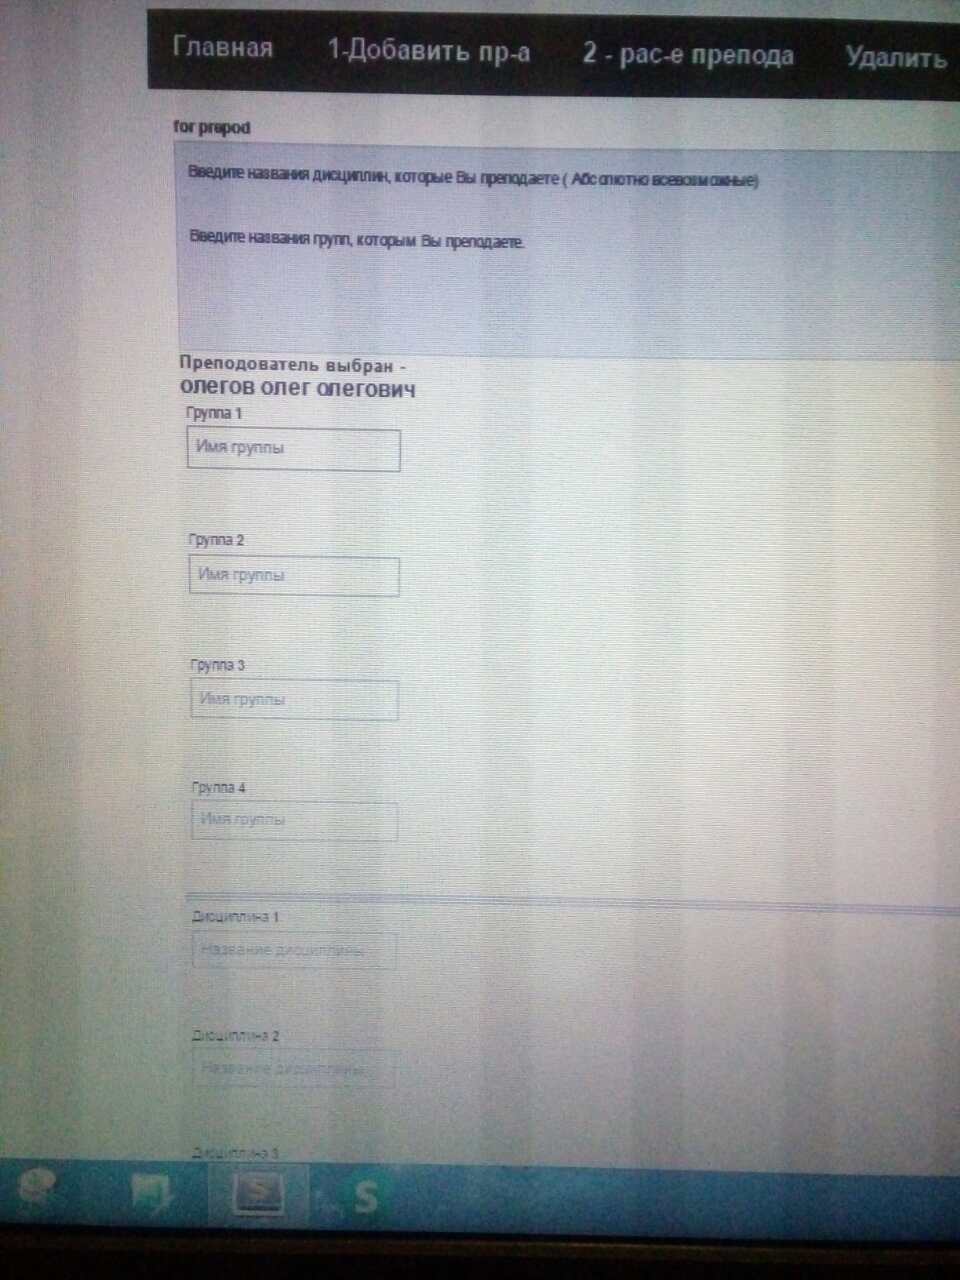 Главная 1-Добавить пр-а 2 - рас-е препода Удалить
for prepod
Введите названия дисциплин, которые Вы преподаете ( Абсолютно всевозможные)
Введите названия групп, которым Вы преподаете.
Преподователь выбран -
олегов олег олегович
Группа 1
Имя группы
Группа 2
Имя группы
Группа 3
Имя группы
Группа 4
Имя группы
Дисциплина 1
Название дисциплины
Дисциплина 2
Название дисциплины
Дисциплина 3
S
S